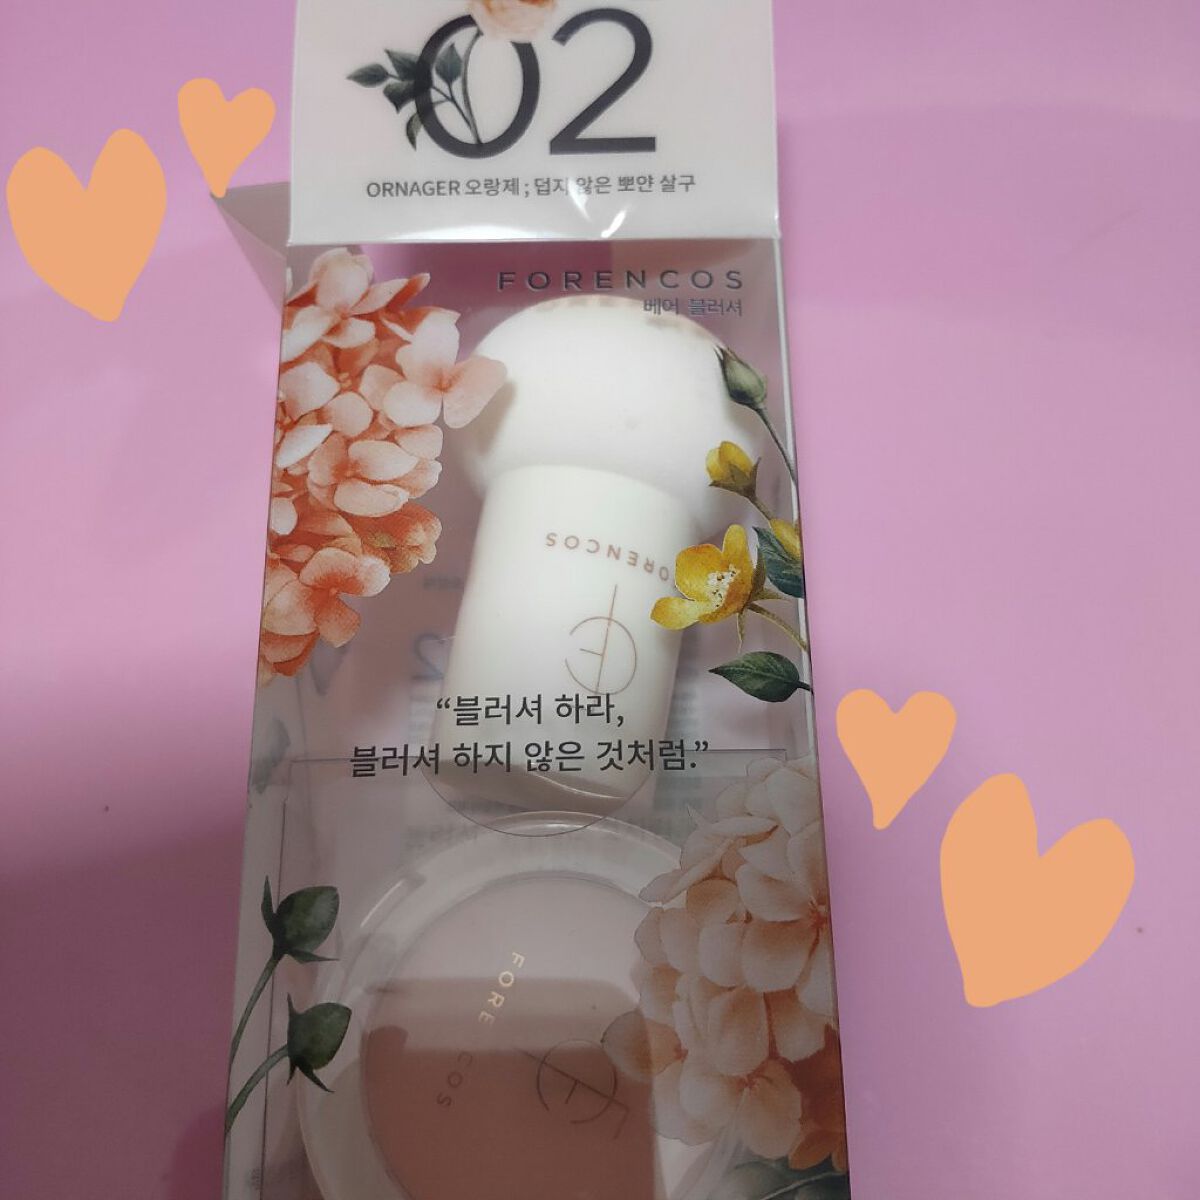 02
ORNAGER 오랑제 ; 덥지 않은 뽀얀 살구
FORENCOS
베어 블러셔
FORENCOS
“블러셔 하라,
블러셔 하지 않은 것처럼.”
FORENCOS